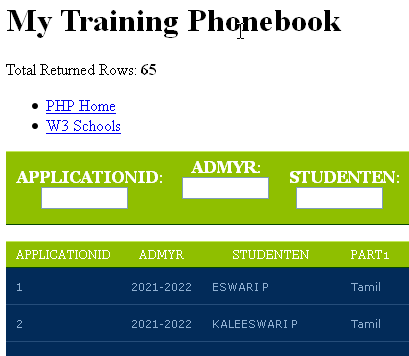 My Training Phonebook
Total Returned Rows: 65
PHP Home
W3 Schools
APPLICATIONID: ADMYR: STUDENTEN:
APPLICATIONID ADMYR STUDENTEN PART1
1 2021-2022 ESWARI P Tamil
2 2021-2022 KALEESWARI P Tamil